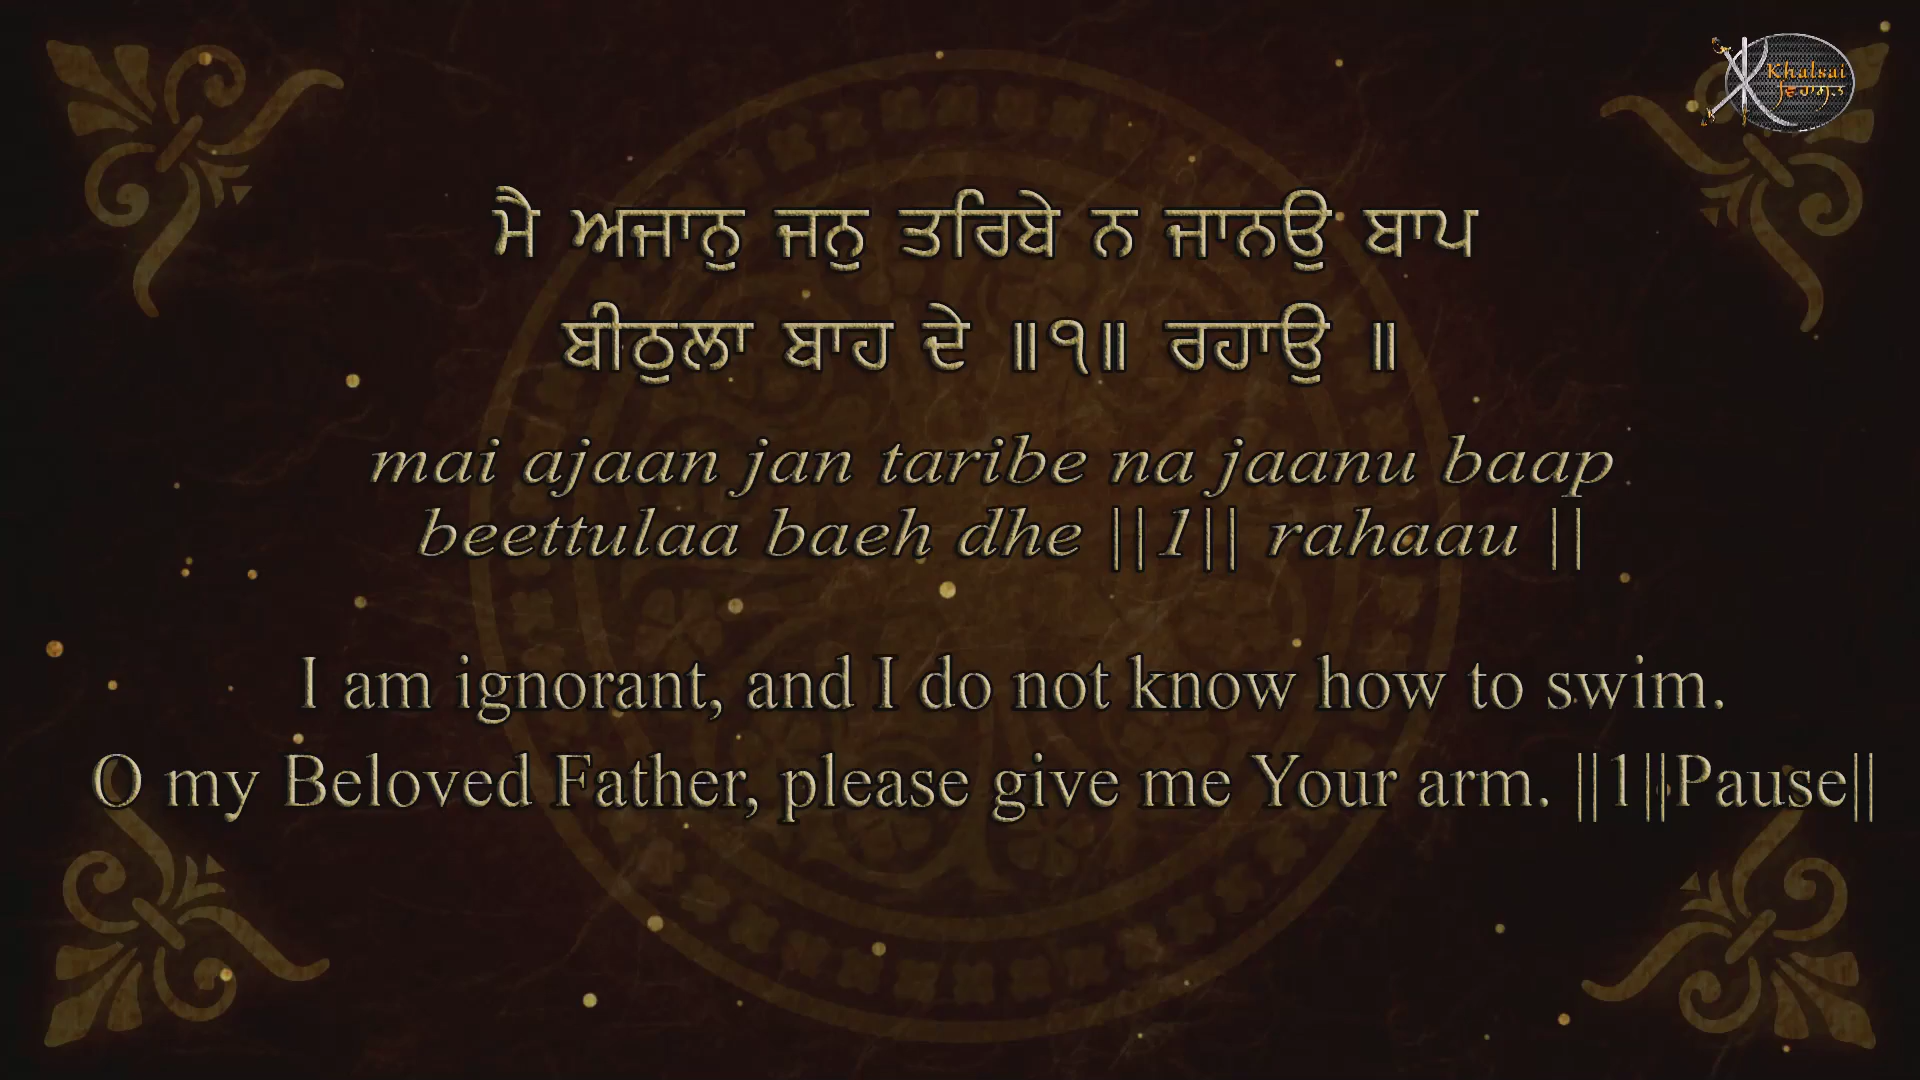 Khalsai
ਵਿਰਾਸਤ
ਮੈ ਅਜਾਨੁ ਜਨੁ ਤਰਿਬੇ ਨ ਜਾਨਉ ਬਾਪ
ਬੀਠੁਲਾ ਬਾਹ ਦੇ ॥੧॥ ਰਹਾਉ ॥
mai ajaan jan taribe na jaanu baap
beettulaa baeh dhe ||1|| rahaau ||
I am ignorant, and I do not know how to swim.
O my Beloved Father, please give me Your arm. ||1||Pause||